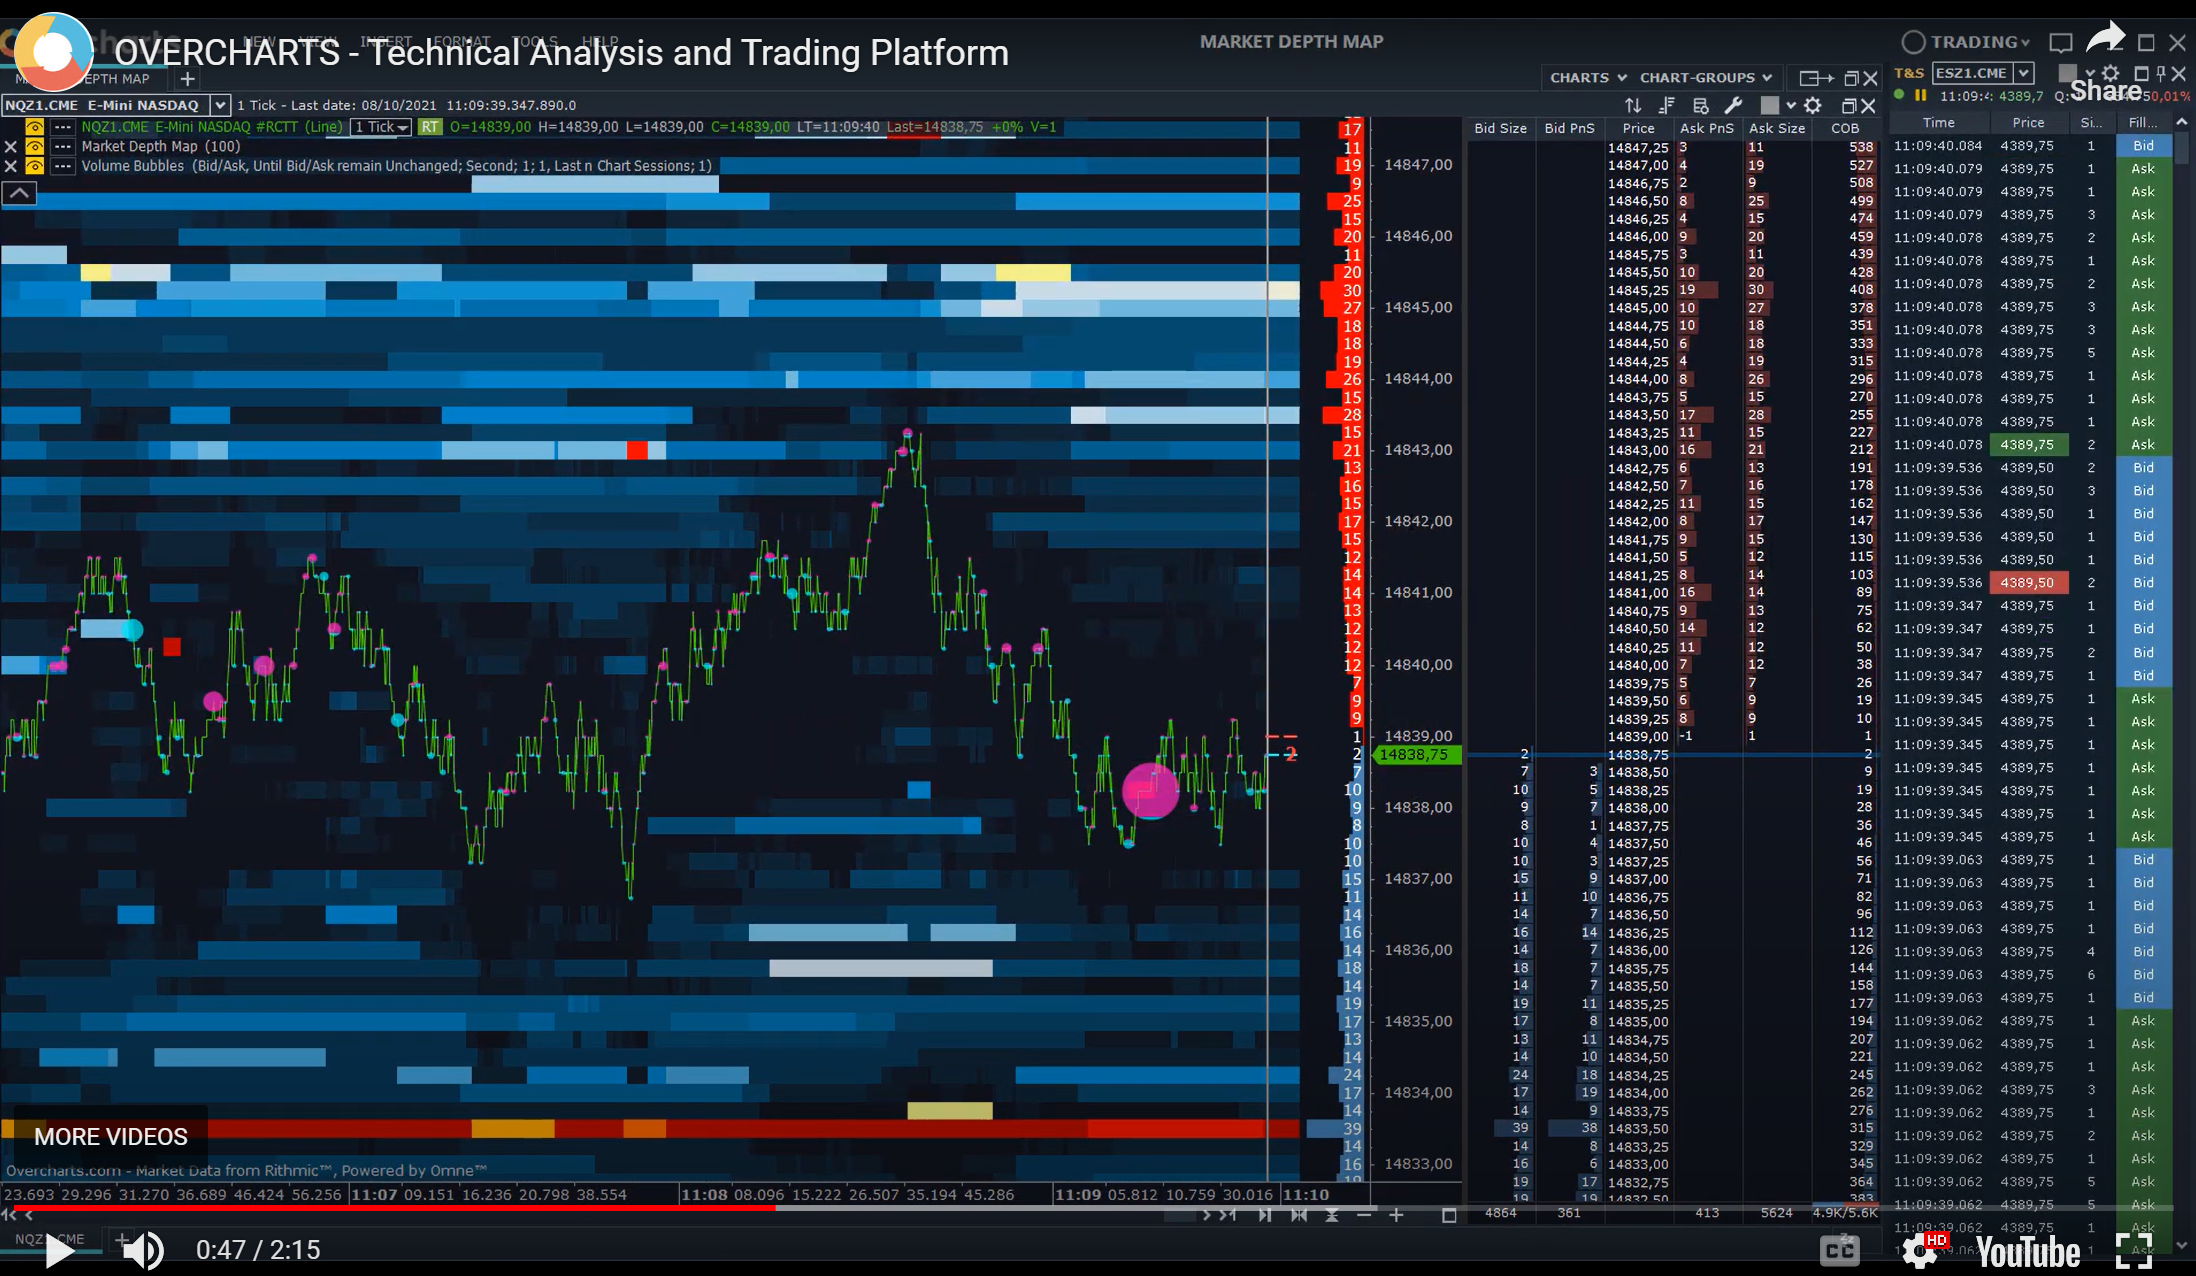 NEW VIEW INSERT FORMAT TOOLS HELP
OVERCHARTS - Technical Analysis and Trading Platform
MARKET DEPTH MAP
TRADING
DEPTH MAP +
CHARTS CHART-GROUPS
T&S ESZ1.CME
Share
NQZ1.CME E-Mini NASDAQ 1 Tick - Last date: 08/10/2021 11:09:39.347.890.0
NQZ1.CME E-Mini NASDAQ #RCTT (Line) 1 Tick RT O=14839,00 H=14839,00 L=14839,00 C=14839,00 LT=11:09:40 Last=14838,75 +0% V=1
Market Depth Map (100)
Volume Bubbles (Bid/Ask, Until Bid/Ask remain Unchanged; Second; 1; 1, Last n Chart Sessions; 1)
14847,00
14846,00
14845,00
14844,00
14843,00
14842,00
14841,00
14840,00
14839,00
14838,75
14838,00
14837,00
14836,00
14835,00
14834,00
14833,00
Bid Size Bid PnS Price Ask PnS Ask Size COB
14847,25 3 11 538
14847,00 4 19 527
14846,75 2 9 508
14846,50 8 25 499
14846,25 4 15 474
14846,00 9 20 459
14845,75 3 11 439
14845,50 10 20 428
14845,25 19 30 408
14845,00 10 27 378
14844,75 10 18 351
14844,50 6 18 333
14844,25 4 19 315
14844,00 8 26 296
14843,75 5 15 270
14843,50 17 28 255
14843,25 11 15 227
14843,00 16 21 212
14842,75 6 13 191
14842,50 7 16 178
14842,25 11 15 162
14842,00 8 17 147
14841,75 9 15 130
14841,50 5 12 115
14841,25 8 14 103
14841,00 16 14 89
14840,75 9 13 75
14840,50 14 12 62
14840,25 11 12 50
14840,00 7 12 38
14839,75 5 7 26
14839,50 6 9 19
14839,25 8 9 10
14839,00 -1 1 1
2 14838,75 2
7 3 14838,50 9
10 5 14838,25 19
9 7 14838,00 28
8 1 14837,75 36
10 4 14837,50 46
10 3 14837,25 56
15 9 14837,00 71
11 10 14836,75 82
14 7 14836,50 96
16 14 14836,25 112
14 7 14836,00 126
18 7 14835,75 144
14 7 14835,50 158
19 11 14835,25 177
17 8 14835,00 194
13 11 14834,75 207
14 10 14834,50 221
24 18 14834,25 245
17 19 14834,00 262
14 9 14833,75 276
39 38 14833,50 315
14 8 14833,25 329
16 6 14833,00 345
19 17 14832,75 364
19 19 14832,50 383
4864 361 413 5624 4.9K/5.6K
Time Price Si... Fill...
11:09:40.084 4389,75 1 Bid
11:09:40.079 4389,75 1 Ask
11:09:40.079 4389,75 1 Ask
11:09:40.079 4389,75 3 Ask
11:09:40.078 4389,75 2 Ask
11:09:40.078 4389,75 1 Ask
11:09:40.078 4389,75 2 Ask
11:09:40.078 4389,75 3 Ask
11:09:40.078 4389,75 3 Ask
11:09:40.078 4389,75 5 Ask
11:09:40.078 4389,75 1 Ask
11:09:40.078 4389,75 1 Ask
11:09:40.078 4389,75 1 Ask
11:09:40.078 4389,75 2 Ask
11:09:39.536 4389,50 2 Bid
11:09:39.536 4389,50 3 Bid
11:09:39.536 4389,50 1 Bid
11:09:39.536 4389,50 1 Bid
11:09:39.536 4389,50 1 Bid
11:09:39.536 4389,50 2 Bid
11:09:39.347 4389,75 1 Bid
11:09:39.347 4389,75 1 Bid
11:09:39.347 4389,75 2 Bid
11:09:39.347 4389,75 1 Bid
11:09:39.345 4389,75 1 Ask
11:09:39.345 4389,75 1 Ask
11:09:39.345 4389,75 1 Ask
11:09:39.345 4389,75 1 Ask
11:09:39.345 4389,75 1 Ask
11:09:39.345 4389,75 1 Ask
11:09:39.345 4389,75 1 Ask
11:09:39.063 4389,75 1 Bid
11:09:39.063 4389,75 1 Bid
11:09:39.063 4389,75 1 Bid
11:09:39.063 4389,75 1 Bid
11:09:39.063 4389,75 4 Bid
11:09:39.063 4389,75 6 Bid
11:09:39.063 4389,75 1 Bid
11:09:39.062 4389,75 1 Ask
11:09:39.062 4389,75 1 Ask
11:09:39.062 4389,75 1 Ask
11:09:39.062 4389,75 3 Ask
11:09:39.062 4389,75 1 Ask
11:09:39.062 4389,75 2 Ask
11:09:39.062 4389,75 1 Ask
11:09:39.062 4389,75 5 Ask
11:09:39.062 4389,75 5 Ask
11:09:39.062 4389,75 1 Ask
MORE VIDEOS
Overcharts.com - Market Data from Rithmic™, Powered by Omne™
23.693 29.296 31.270 36.689 46.424 56.256 11:07 09.151 16.236 20.798 38.554 11:08 08.096 15.222 26.507 35.194 45.286 11:09 05.812 10.759 30.016 11:10
0:47 / 2:15
CC
HD
YouTube